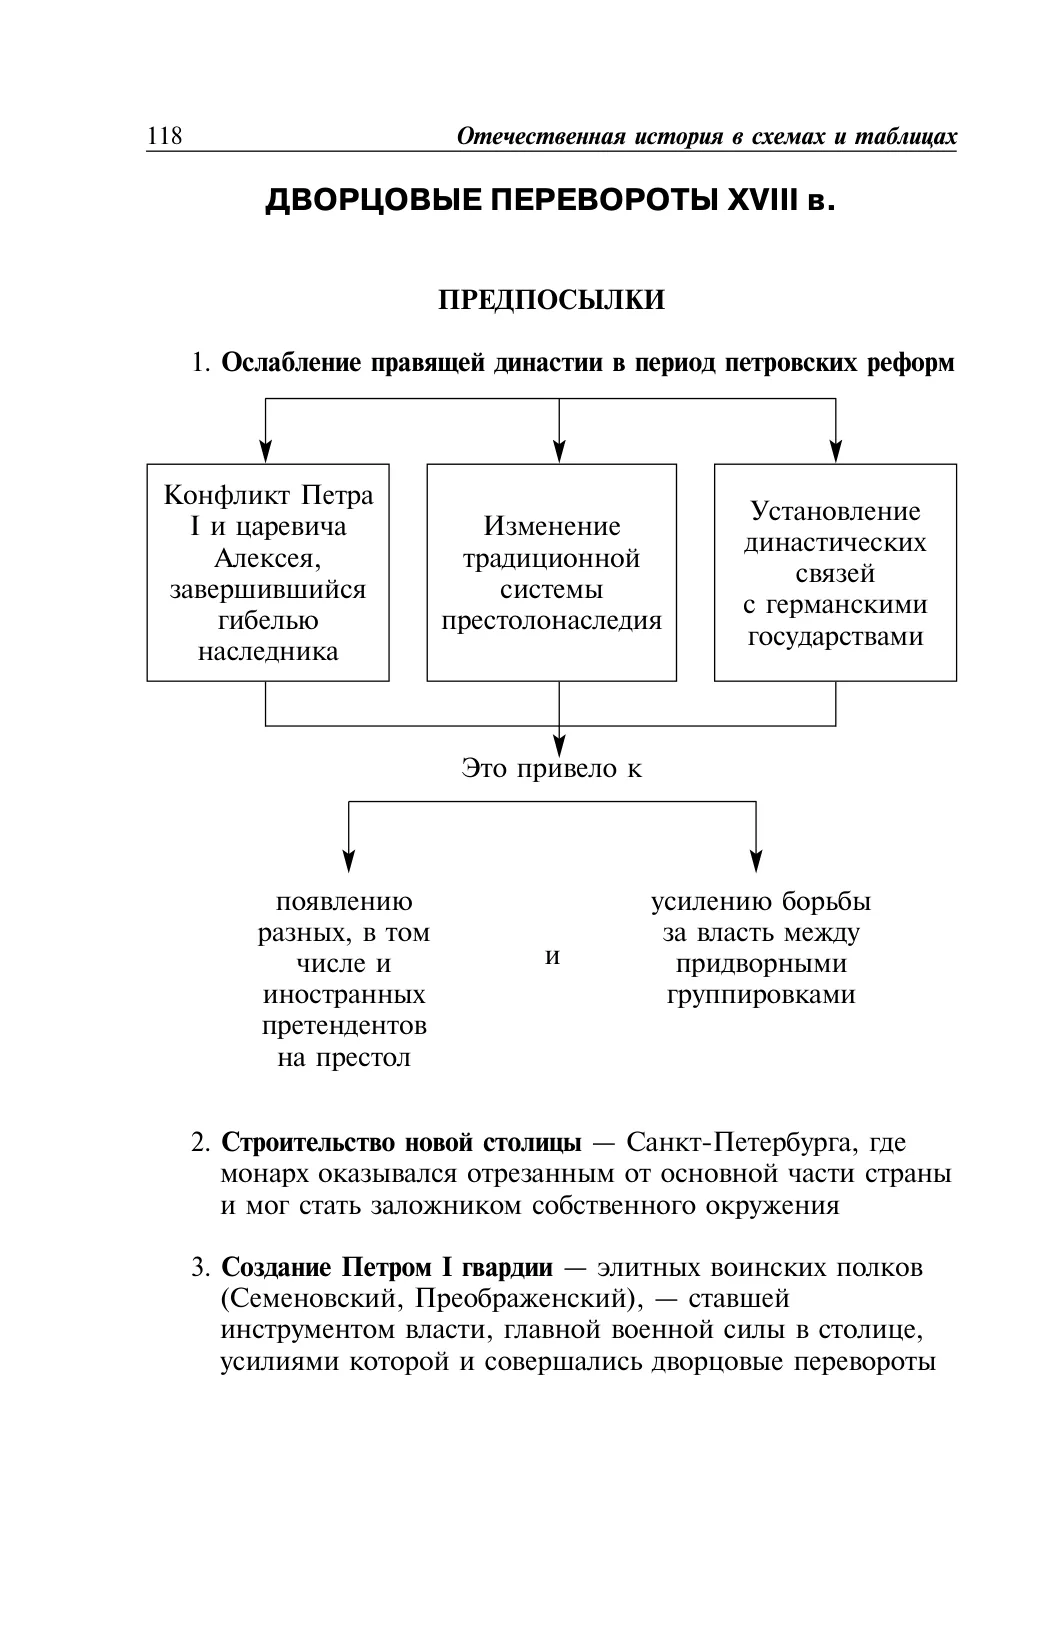 118
Отечественная история в схемах и таблицах
ДВОРЦОВЫЕ ПЕРЕВОРОТЫ XVIII в.
ПРЕДПОСЫЛКИ
1. Ослабление правящей династии в период петровских реформ
Конфликт Петра
I и царевича
Алексея,
завершившийся
гибелью
наследника
Изменение
традиционной
системы
престолонаследия
Установление
династических
связей
с германскими
государствами
Это привело к
появлению
разных, в том
числе и
иностранных
претендентов
на престол
и
усилению борьбы
за власть между
придворными
группировками
2. Строительство новой столицы — Санкт-Петербурга, где
монарх оказывался отрезанным от основной части страны
и мог стать заложником собственного окружения
3. Создание Петром I гвардии — элитных воинских полков
(Семеновский, Преображенский), — ставшей
инструментом власти, главной военной силы в столице,
усилиями которой и совершались дворцовые перевороты